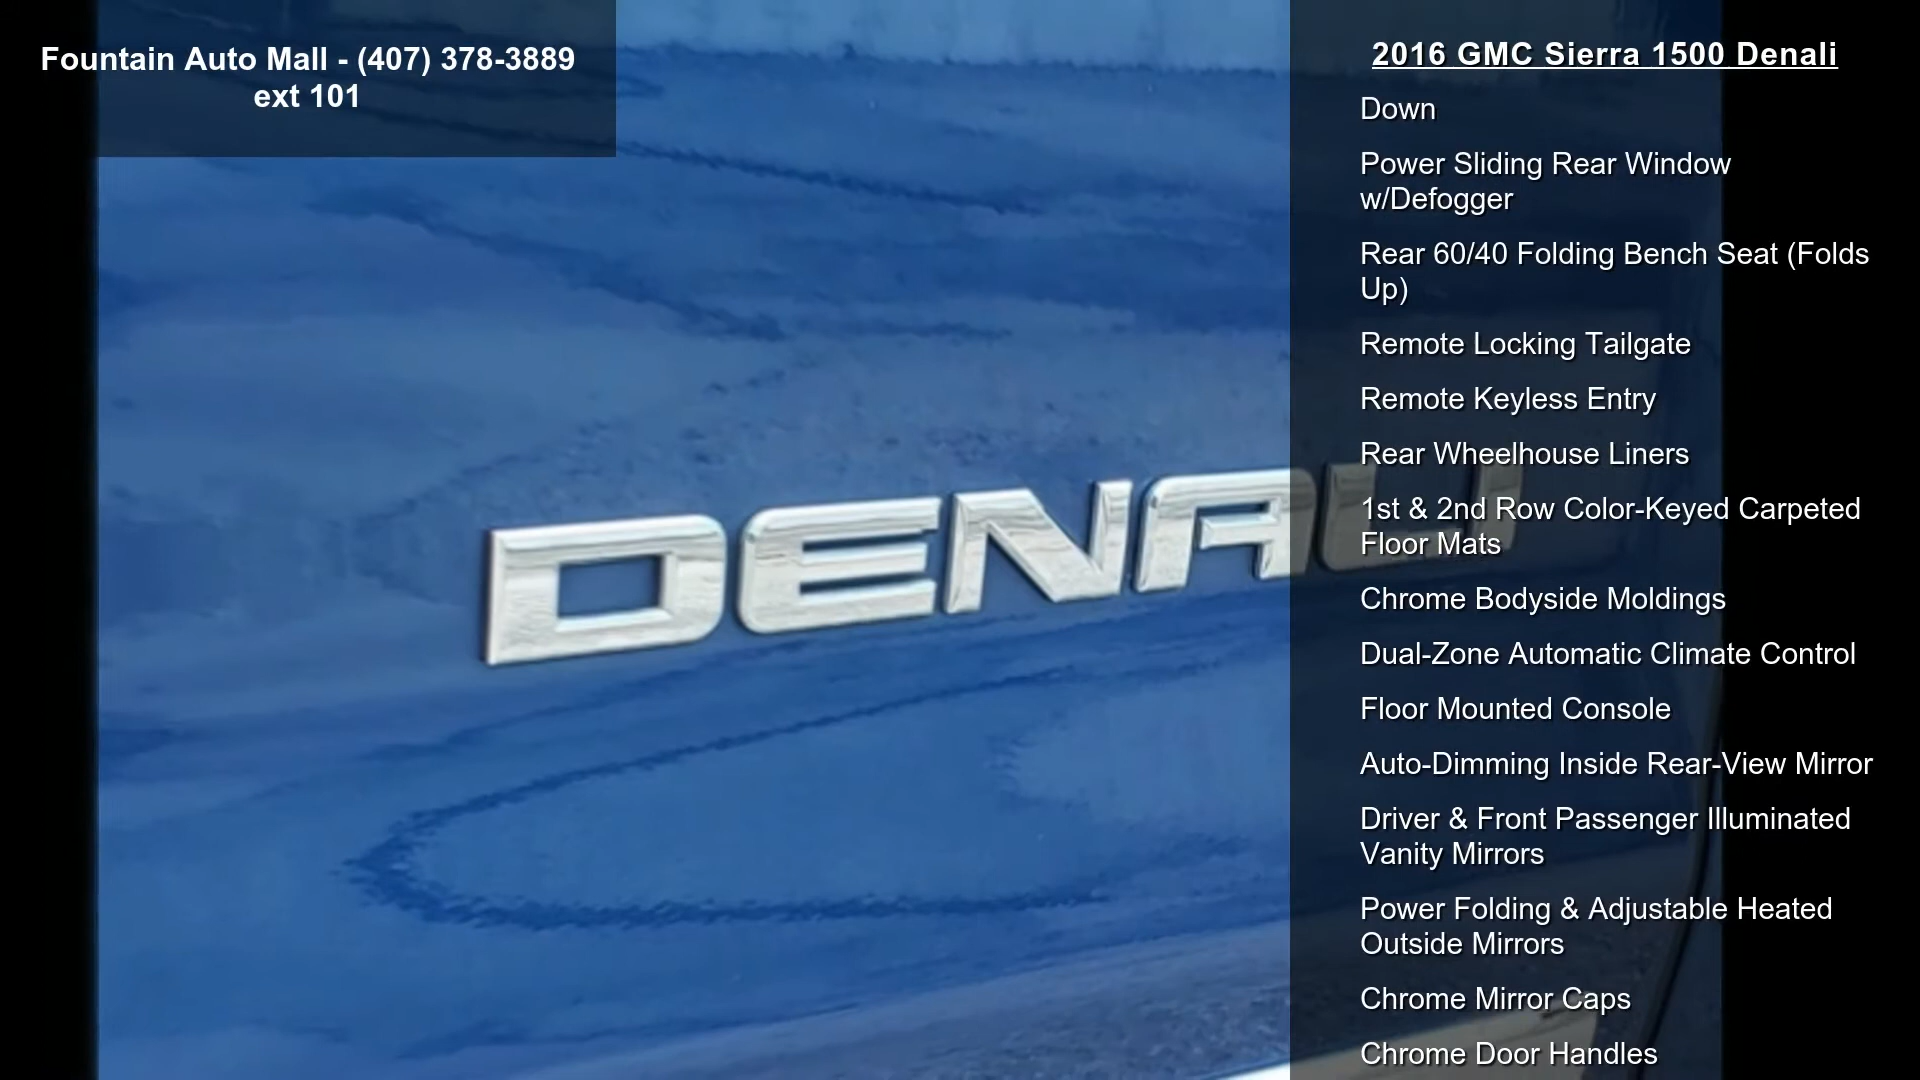 Fountain Auto Mall - (407) 378-3889
ext 101
2016 GMC Sierra 1500 Denali
Down
Power Sliding Rear Window
w/Defogger
Rear 60/40 Folding Bench Seat (Folds
Up)
Remote Locking Tailgate
Remote Keyless Entry
Rear Wheelhouse Liners
1st & 2nd Row Color-Keyed Carpeted
Floor Mats
Chrome Bodyside Moldings
Dual-Zone Automatic Climate Control
Floor Mounted Console
Auto-Dimming Inside Rear-View Mirror
Driver & Front Passenger Illuminated
Vanity Mirrors
Power Folding & Adjustable Heated
Outside Mirrors
Chrome Mirror Caps
Chrome Door Handles
DENALI